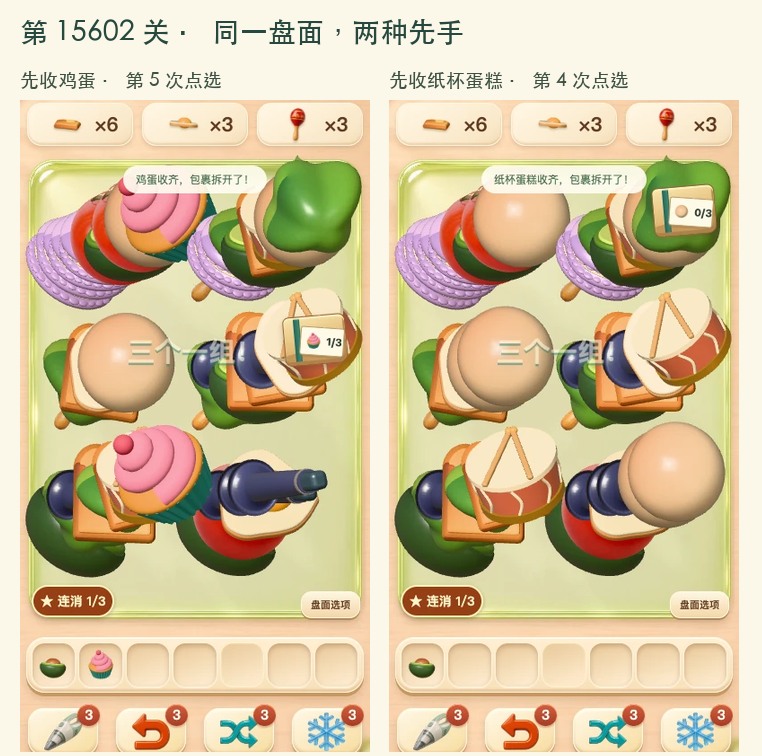 第 15602 关 · 同一盘面，两种先手
先收鸡蛋 · 第 5 次点选
先收纸杯蛋糕 · 第 4 次点选
×6
×3
×3
×6
×3
×3
鸡蛋收齐，包裹拆开了！
纸杯蛋糕收齐，包裹拆开了！
0/3
三个一组
1/3
三个一组
★ 连消 1/3
盘面选项
★ 连消 1/3
盘面选项
3
3
3
3
3
3
3
3